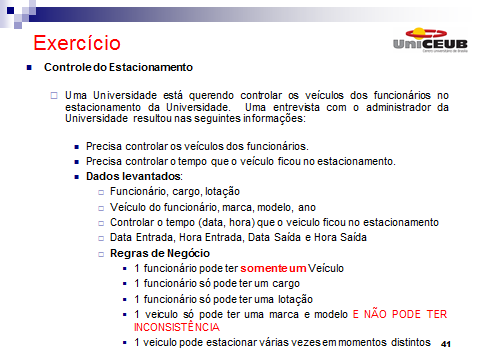 Exercício
UniCEUB
Controle do Estacionamento
Uma Universidade está querendo controlar os veículos dos funcionários no
estacionamento da Universidade. Uma entrevista com o administrador da
Universidade resultou nas seguintes informações:
Precisa controlar os veículos dos funcionários.
Precisa controlar o tempo que o veículo ficou no estacionamento.
Dados levantados:
Funcionário, cargo, lotação
Veículo do funcionário, marca, modelo, ano
Controlar o tempo (data, hora) que o veiculo ficou no estacionamento
Data Entrada, Hora Entrada, Data Saída e Hora Saída
Regras de Negócio
1 funcionário pode ter somente um Veículo
1 funcionário só pode ter um cargo
1 funcionário só pode ter uma lotação
1 veiculo só pode ter uma marca e modelo E NÃO PODE TER
INCONSISTÊNCIA
1 veiculo pode estacionar várias vezes em momentos distintos
41